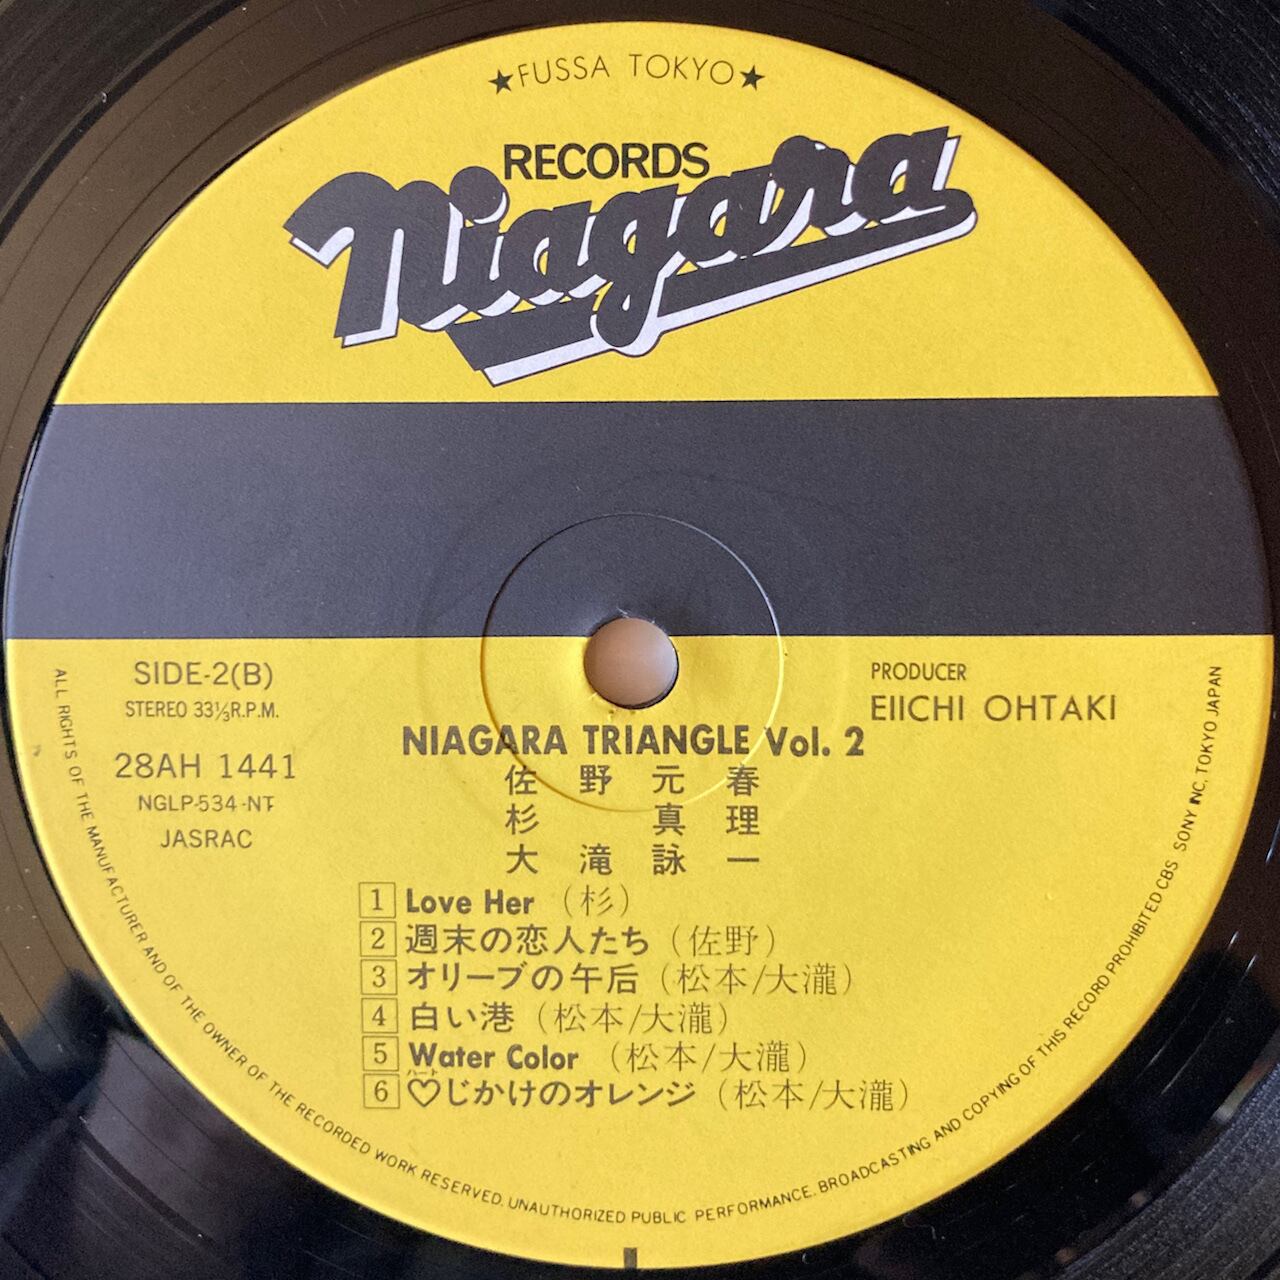 ★FUSSA TOKYO★
RECORDS
Niagara
SIDE-2(B)
STEREO 33⅓R.P.M.
28AH 1441
NGLP-534-NT
JASRAC
PRODUCER
EIICHI OHTAKI
NIAGARA TRIANGLE Vol. 2
佐野元春
杉 真理
大滝詠一
1 Love Her (杉)
2 週末の恋人たち (佐野)
3 オリーブの午后 (松本/大瀧)
4 白い港 (松本/大瀧)
5 Water Color (松本/大瀧)
ハート
6 ♡じかけのオレンジ (松本/大瀧)
ALL RIGHTS OF THE MANUFACTURER AND OF THE OWNER OF THE RECORDED WORK RESERVED. UNAUTHORIZED PUBLIC PERFORMANCE. BROADCASTING AND COPYING OF THIS RECORD PROHIBITED CBS SONY INC. TOKYO JAPAN